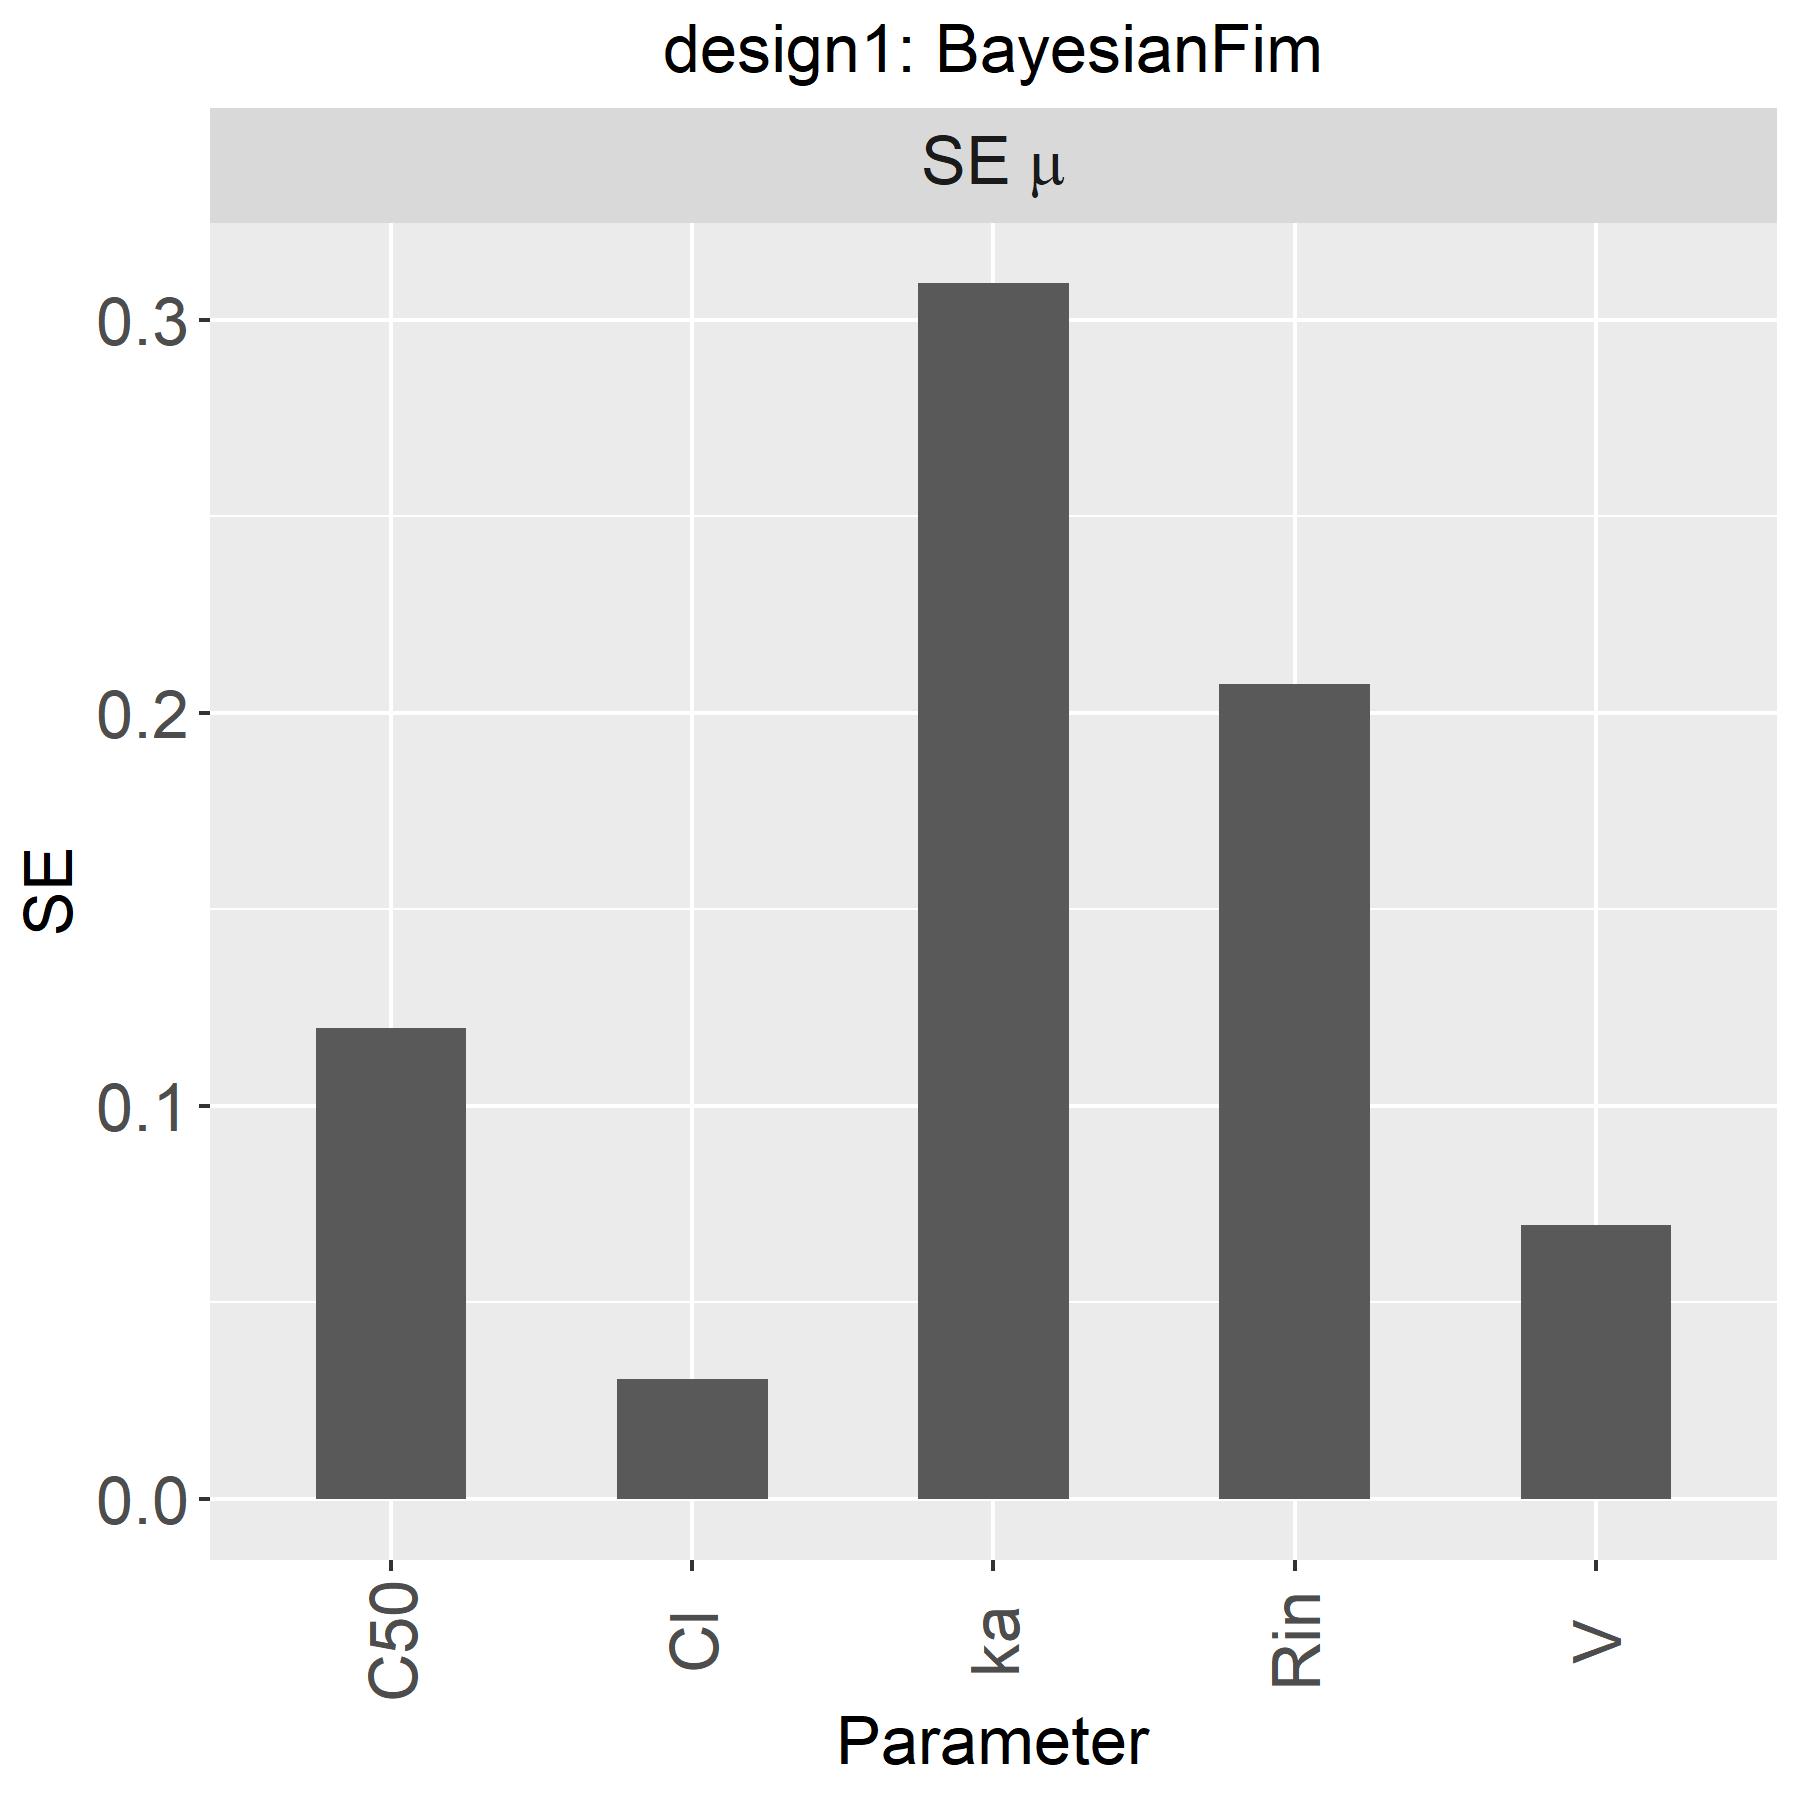 design1: BayesianFim
SE μ
0.3
0.2
0.1
0.0
SE
C50
Cl
ka
Rin
V
Parameter